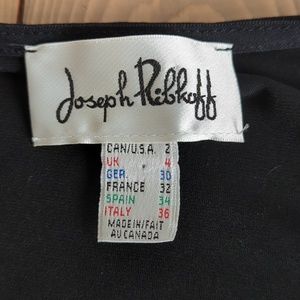 Joseph Ribkoff
CAN/U.S.A. 2
UK 4
GER. 30
FRANCE 32
SPAIN 34
ITALY 36
MADE IN/FAIT
AU CANADA